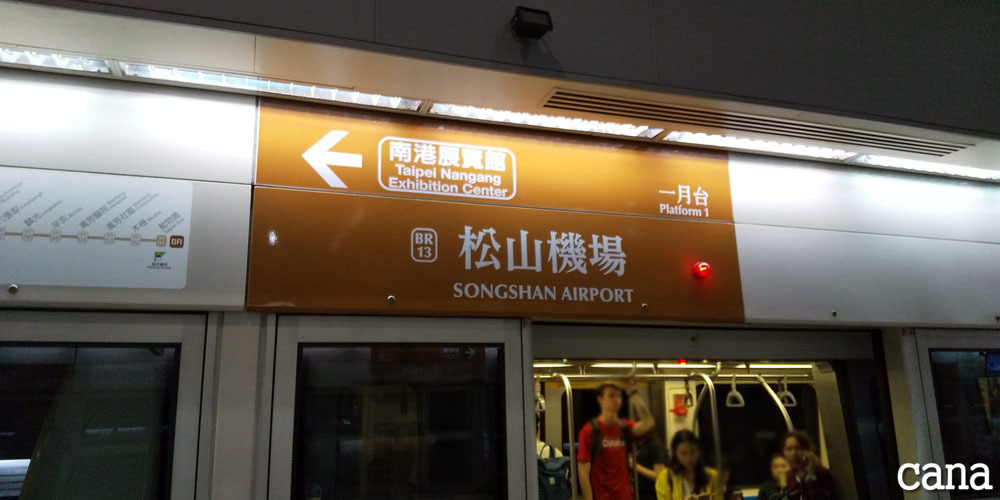 南港展覽館
Taipei Nangang
Exhibition Center
一月台
Platform 1
BR
13
松山機場
SONGSHAN AIRPORT
BR
cana